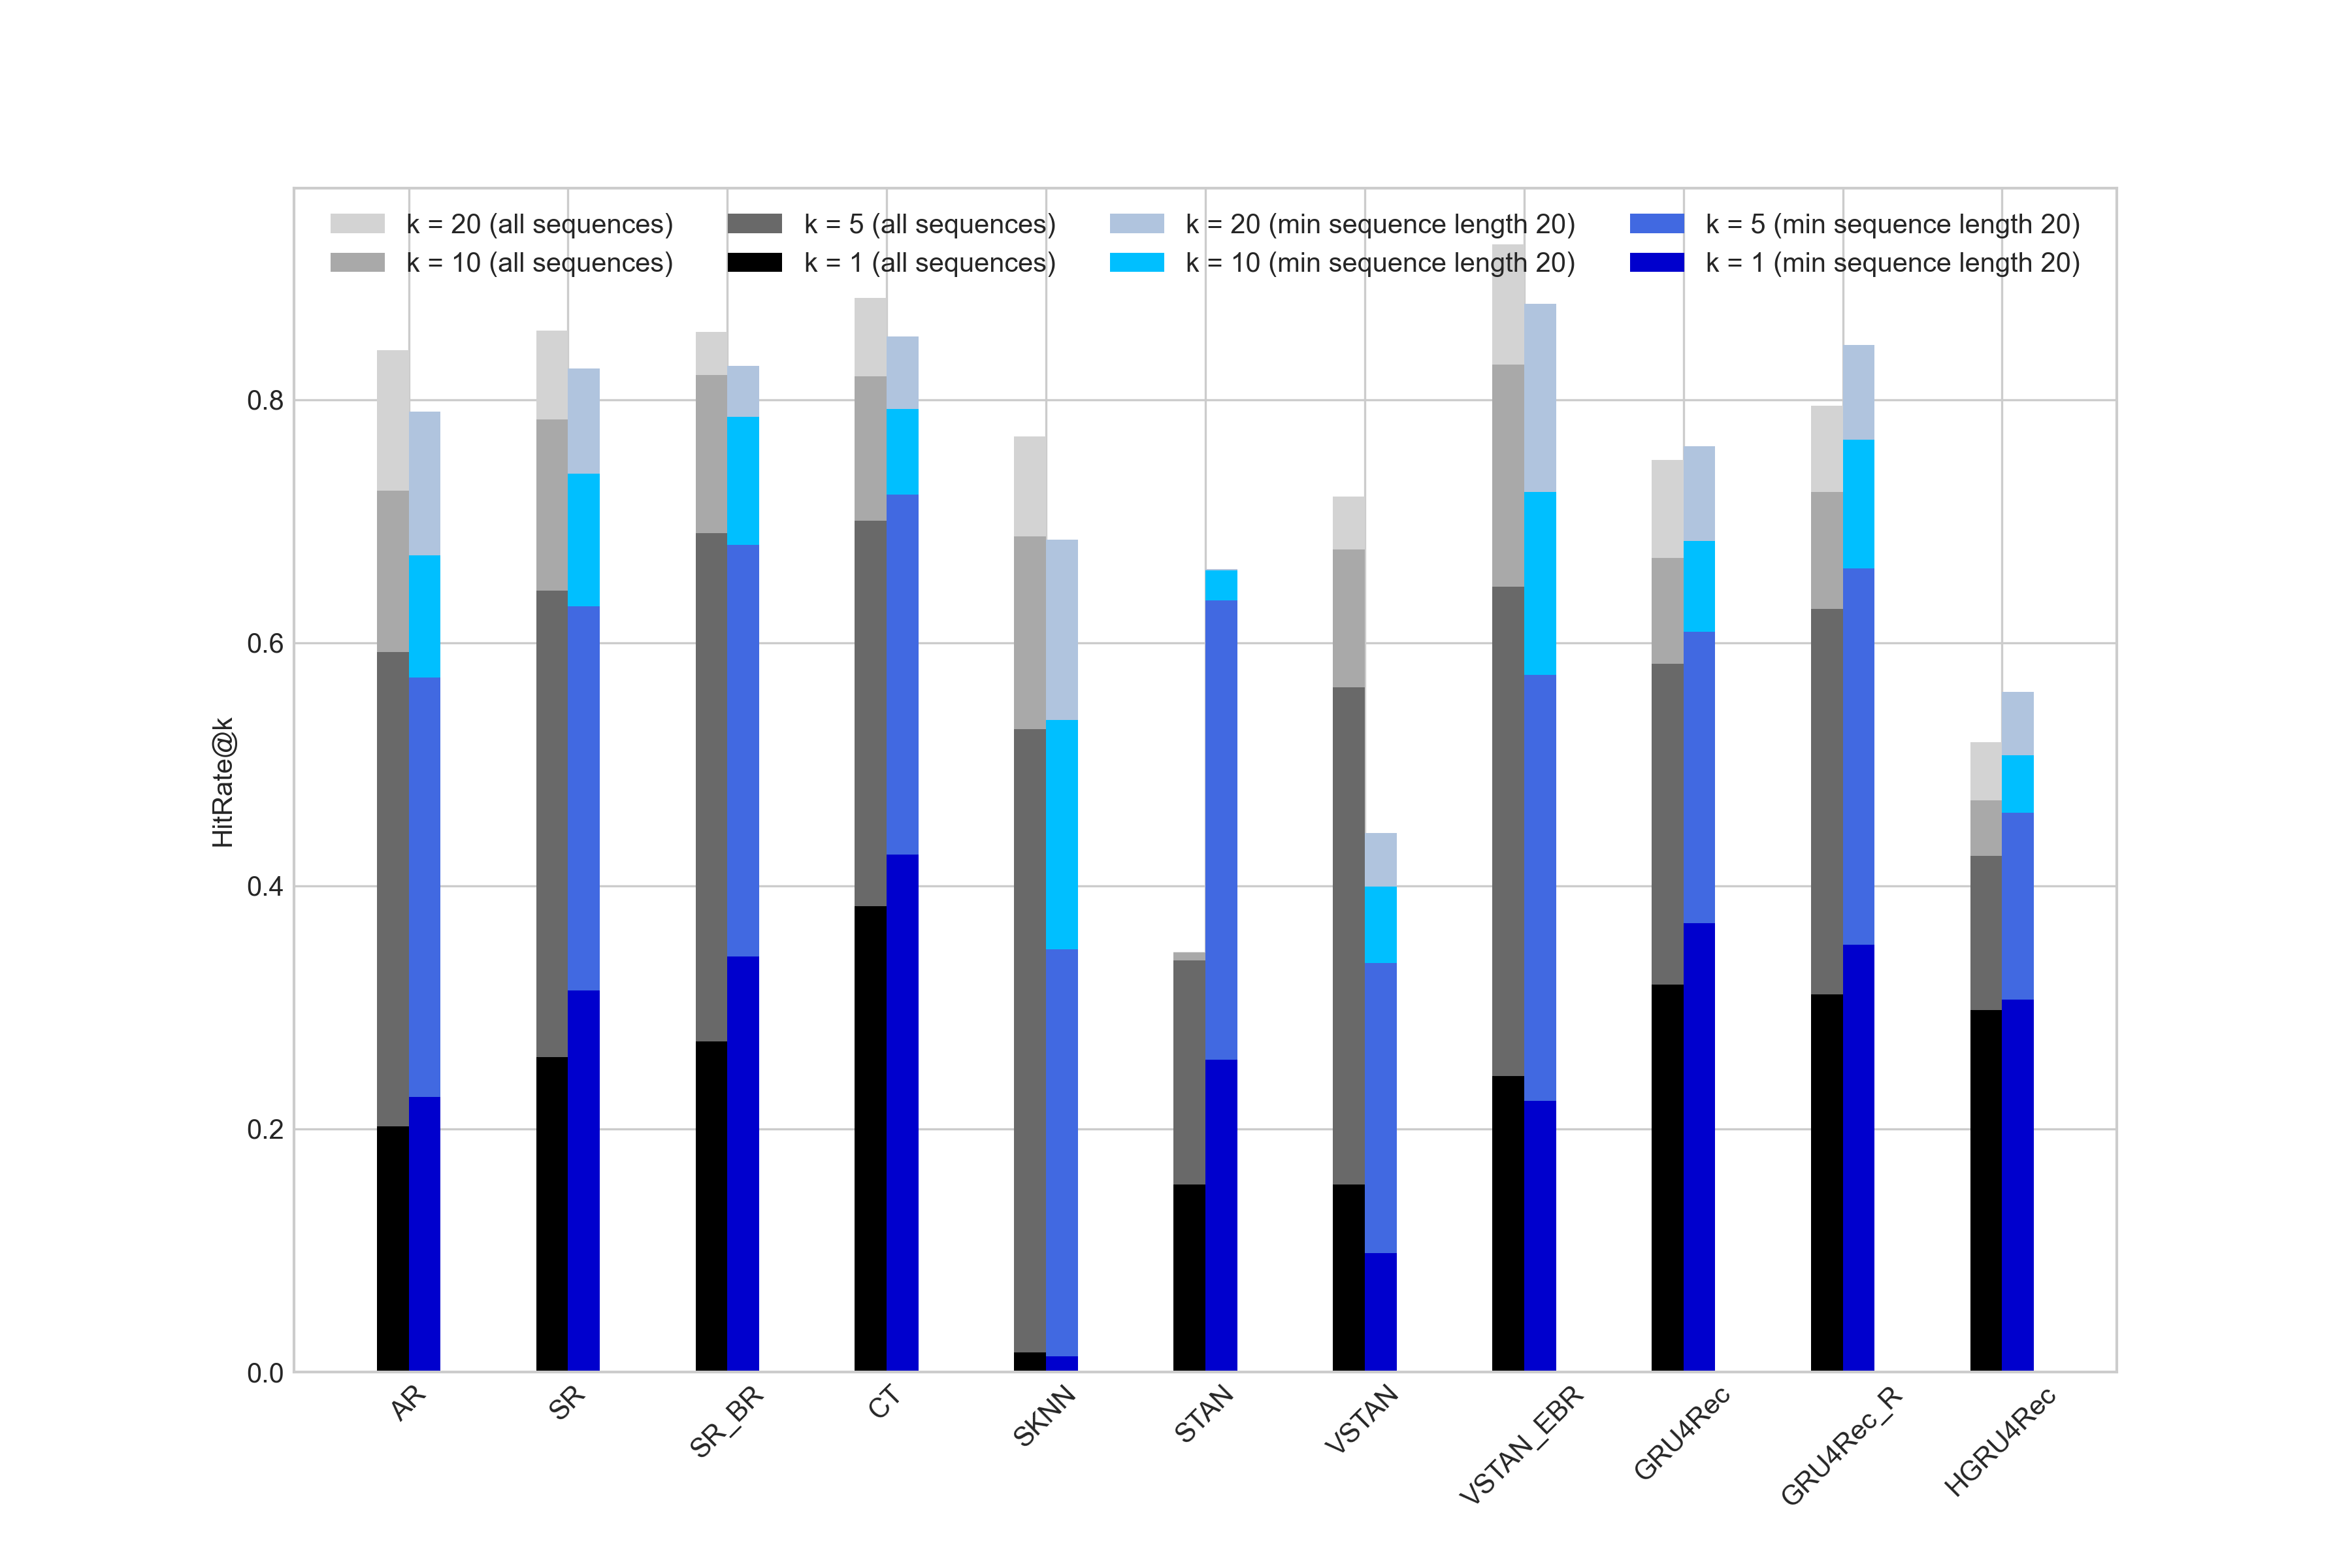 k = 20 (all sequences) k = 5 (all sequences) k = 20 (min sequence length 20) k = 5 (min sequence length 20)
k = 10 (all sequences) k = 1 (all sequences) k = 10 (min sequence length 20) k = 1 (min sequence length 20)
HitRate@k
0.8
0.6
0.4
0.2
0.0
AR SR SR_BR CT SKNN STAN VSTAN VSTAN_EBR GRU4Rec GRU4Rec_R HGRU4Rec